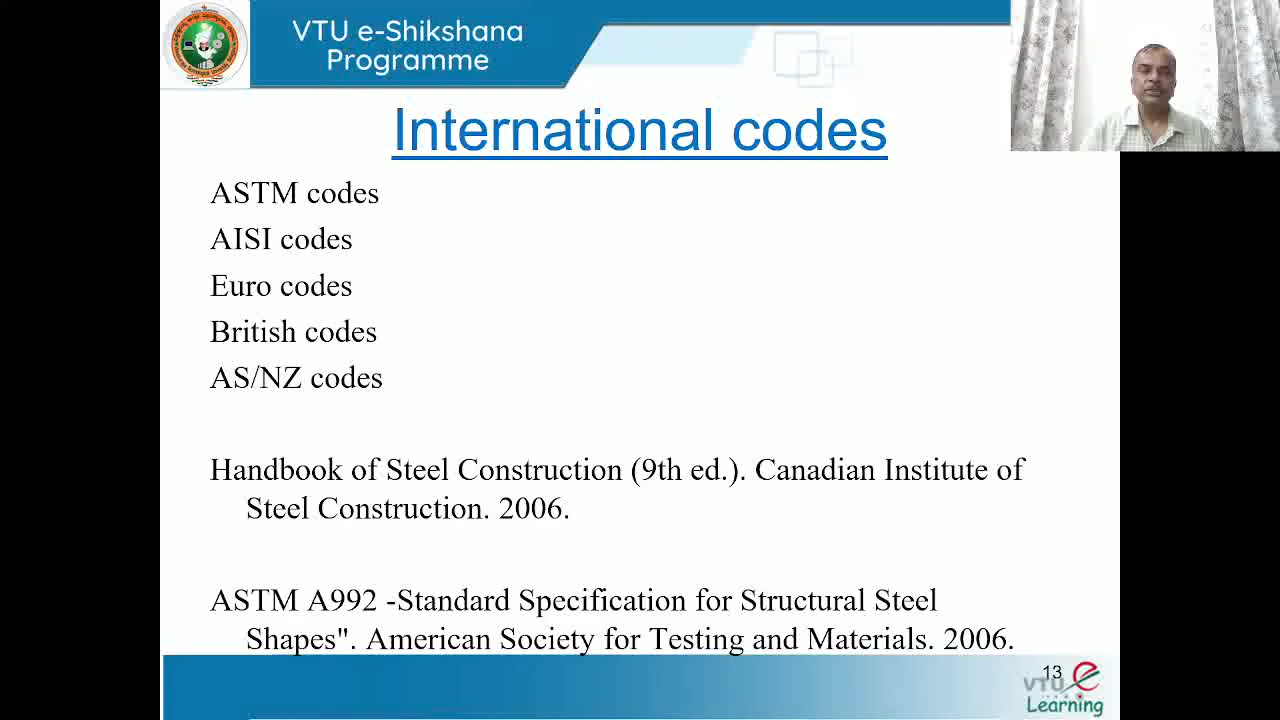 VTU e-Shikshana
Programme
International codes
ASTM codes
AISI codes
Euro codes
British codes
AS/NZ codes
Handbook of Steel Construction (9th ed.). Canadian Institute of
Steel Construction. 2006.
ASTM A992 -Standard Specification for Structural Steel
Shapes". American Society for Testing and Materials. 2006.
13
VTU e
Learning